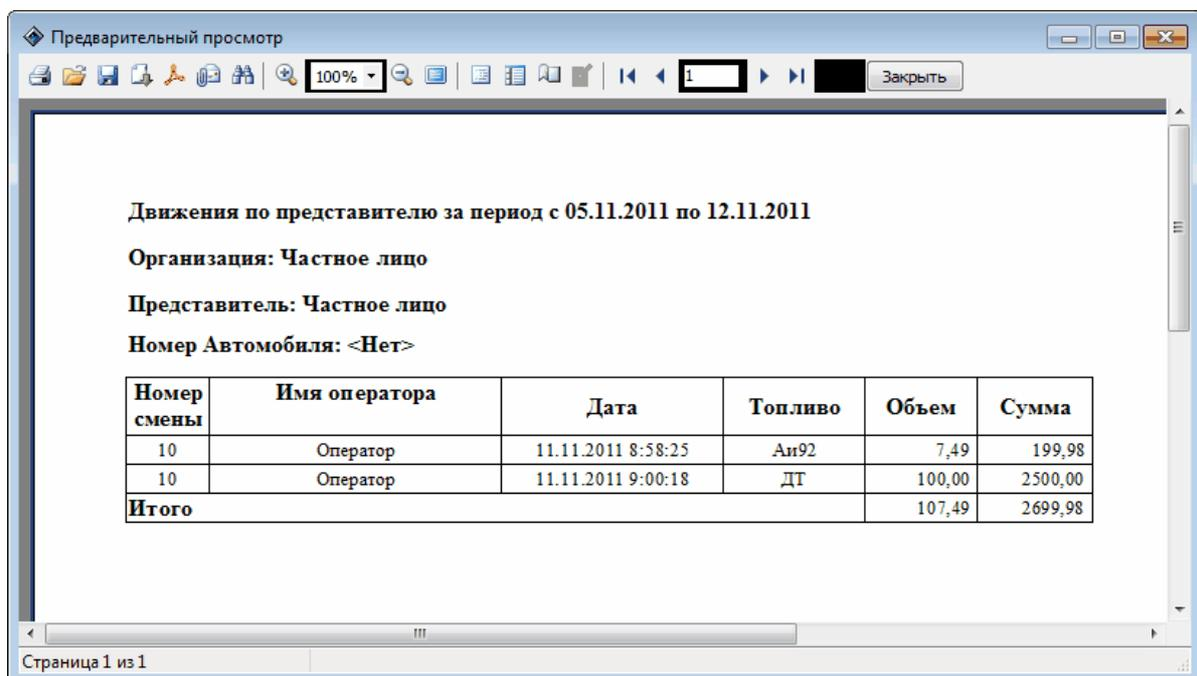 Предварительный просмотр
100% 1 Закрыть
Движения по представителю за период с 05.11.2011 по 12.11.2011
Организация: Частное лицо
Представитель: Частное лицо
Номер Автомобиля: <Нет>
Номер смены Имя оператора Дата Топливо Объем Сумма
10 Оператор 11.11.2011 8:58:25 Аи92 7,49 199,98
10 Оператор 11.11.2011 9:00:18 ДТ 100,00 2500,00
Итого 107,49 2699,98
Страница 1 из 1